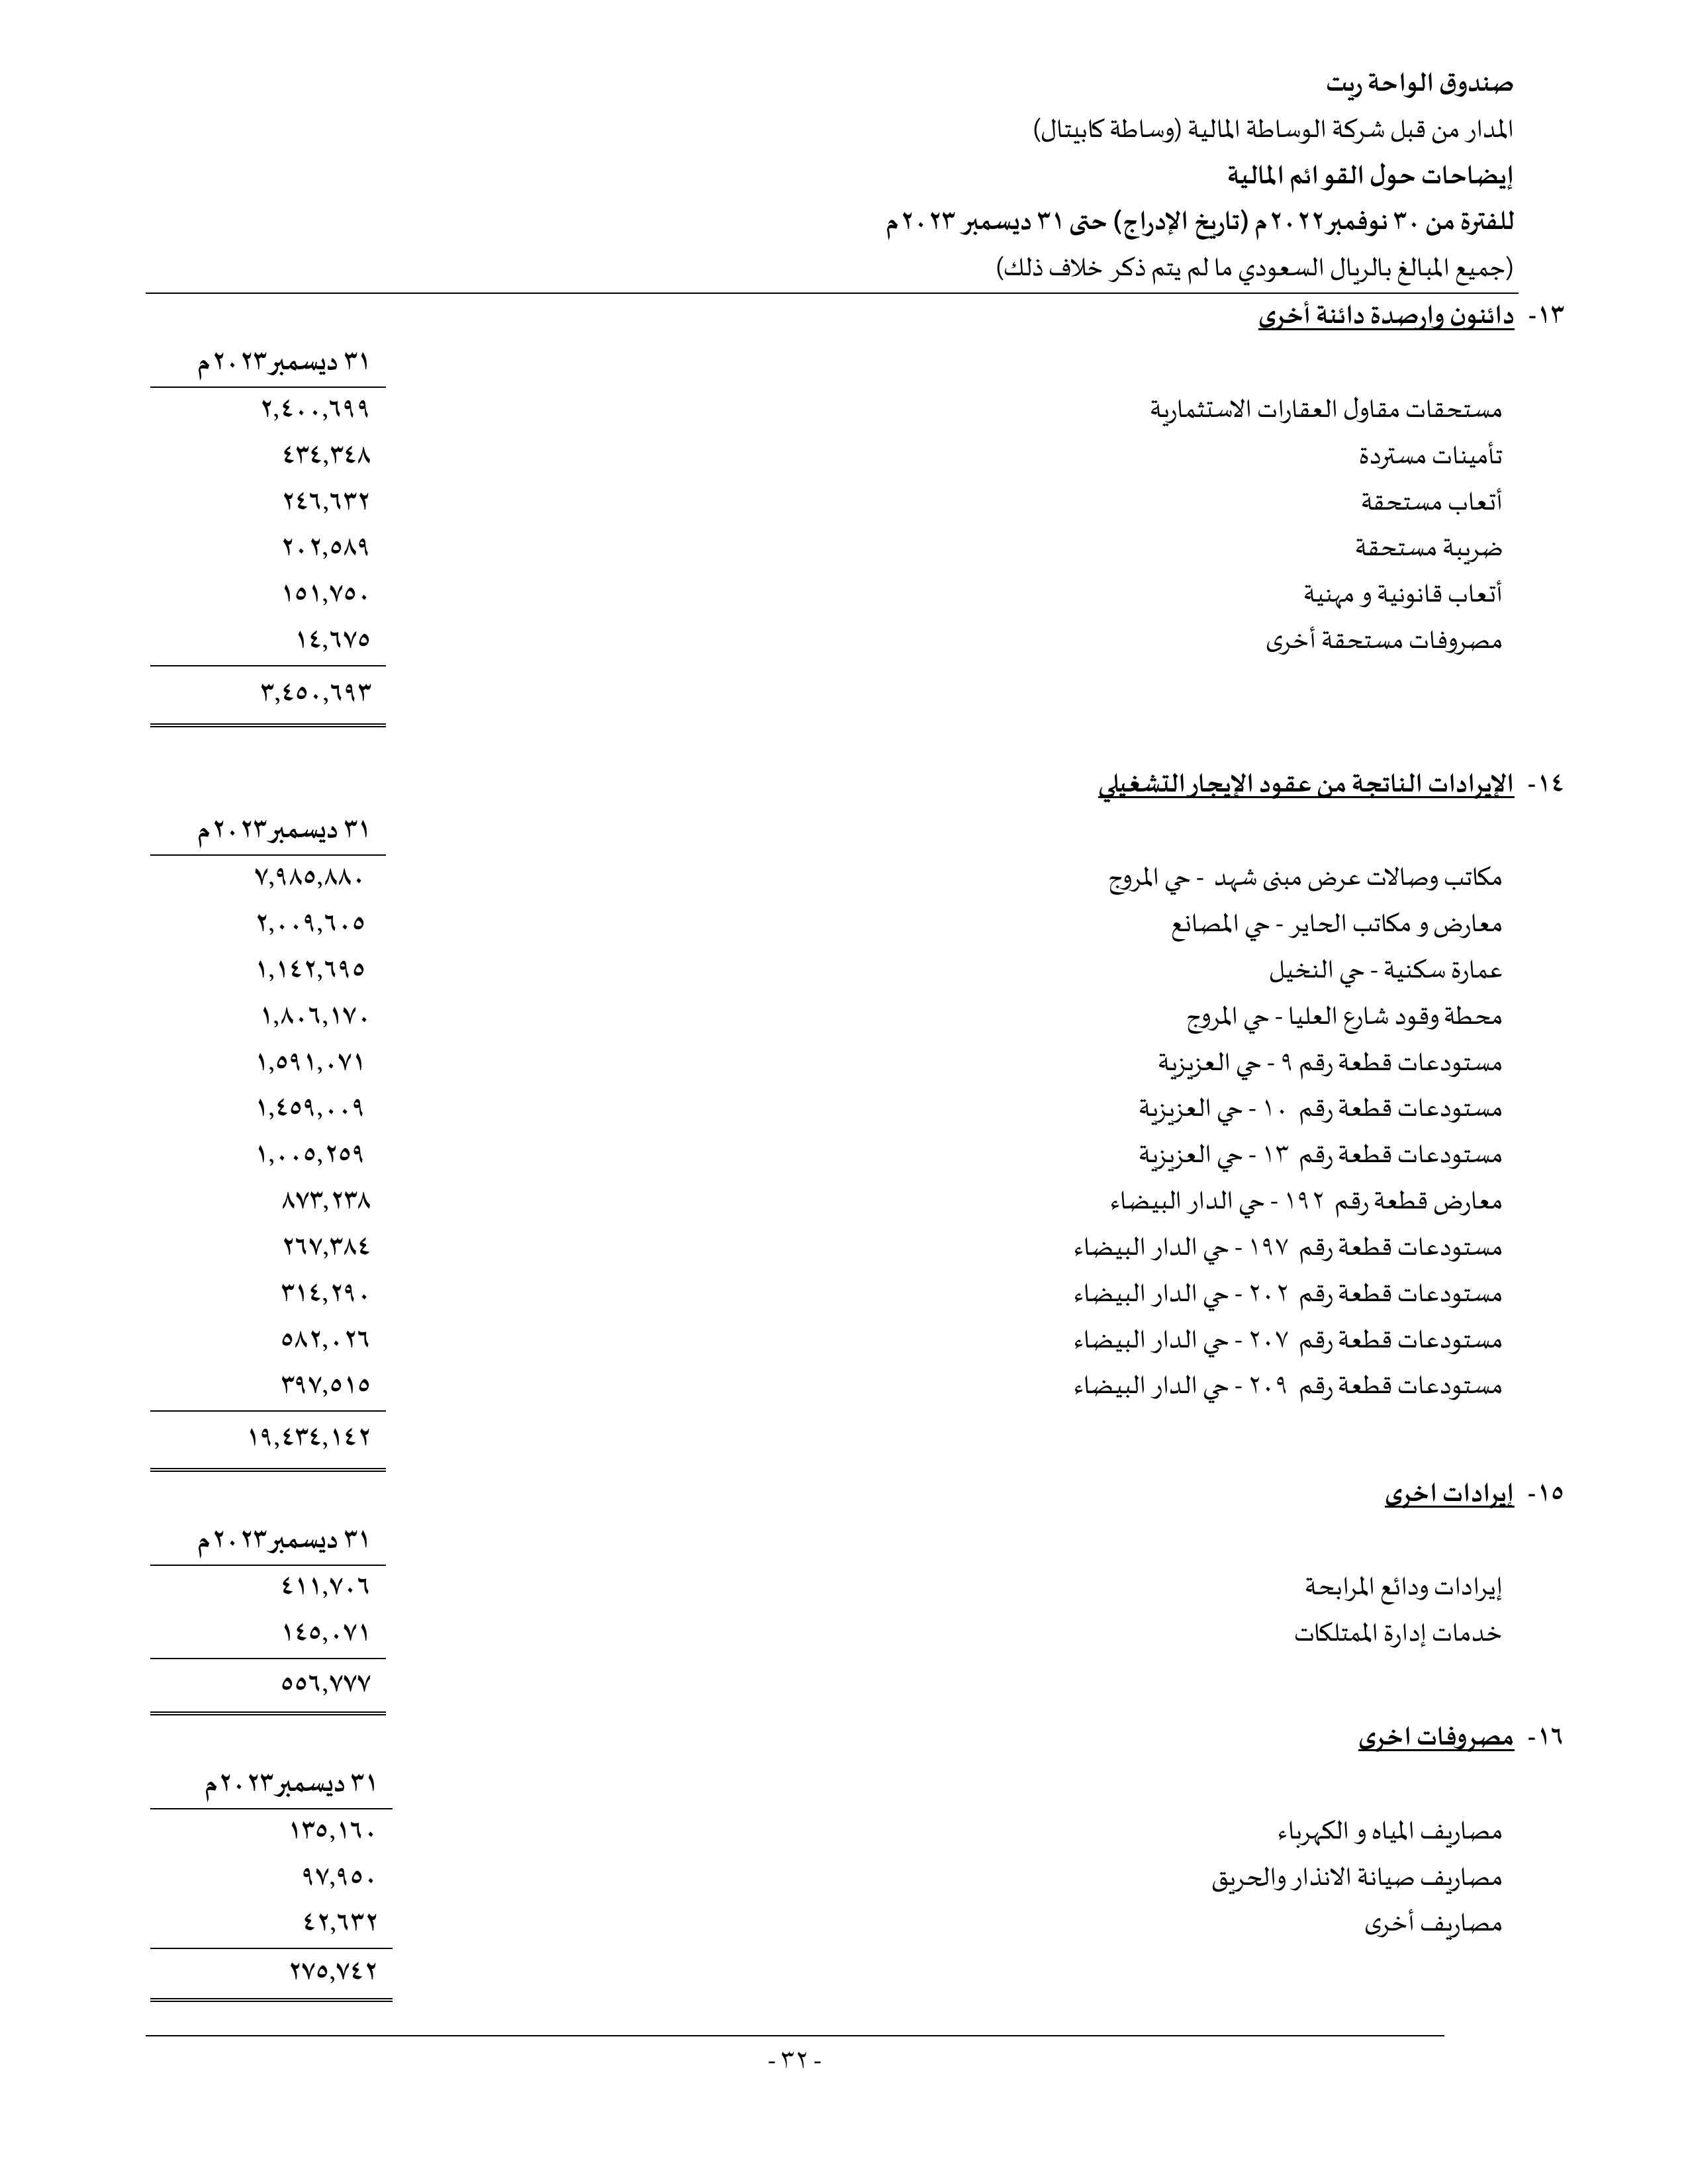 صندوق الواحة ريت
المدار من قبل شركة الوساطة المالية (وساطة كابيتال)
إيضاحات حول القوائم المالية
للفترة من ٣٠ نوفمبر ٢٠٢٢م (تاريخ الإدراج) حتى ٣١ ديسمبر ٢٠٢٣م
(جميع المبالغ بالريال السعودي ما لم يتم ذكر خلاف ذلك)
١٣- دائنون وارصدة دائنة أخرى
٣١ ديسمبر ٢٠٢٣م
مستحقات مقاول العقارات الاستثمارية ٢,٤٠٠,٦٩٩
تأمينات مستردة ٤٣٤,٣٤٨
أتعاب مستحقة ٢٤٦,٦٣٢
ضريبة مستحقة ٢٠٢,٥٨٩
أتعاب قانونية و مهنية ١٥١,٧٥٠
مصروفات مستحقة أخرى ١٤,٦٧٥
٣,٤٥٠,٦٩٣
١٤- الإيرادات الناتجة من عقود الإيجار التشغيلي
٣١ ديسمبر ٢٠٢٣م
مكاتب وصالات عرض مبنى شهد - حي المروج ٧,٩٨٥,٨٨٠
معارض و مكاتب الحاير - حي المصانع ٢,٠٠٩,٦٠٥
عمارة سكنية - حي النخيل ١,١٤٢,٦٩٥
محطة وقود شارع العليا - حي المروج ١,٨٠٦,١٧٠
مستودعات قطعة رقم ٩ - حي العزيزية ١,٥٩١,٠٧١
مستودعات قطعة رقم ١٠ - حي العزيزية ١,٤٥٩,٠٠٩
مستودعات قطعة رقم ١٣ - حي العزيزية ١,٠٠٥,٢٥٩
معارض قطعة رقم ١٩٢ - حي الدار البيضاء ٨٧٣,٢٣٨
مستودعات قطعة رقم ١٩٧ - حي الدار البيضاء ٢٦٧,٣٨٤
مستودعات قطعة رقم ٢٠٢ - حي الدار البيضاء ٣١٤,٢٩٠
مستودعات قطعة رقم ٢٠٧ - حي الدار البيضاء ٥٨٢,٠٢٦
مستودعات قطعة رقم ٢٠٩ - حي الدار البيضاء ٣٩٧,٥١٥
١٩,٤٣٤,١٤٢
١٥- إيرادات اخرى
٣١ ديسمبر ٢٠٢٣م
إيرادات ودائع المرابحة ٤١١,٧٠٦
خدمات إدارة الممتلكات ١٤٥,٠٧١
٥٥٦,٧٧٧
١٦- مصروفات اخرى
٣١ ديسمبر ٢٠٢٣م
مصاريف المياه و الكهرباء ١٣٥,١٦٠
مصاريف صيانة الانذار والحريق ٩٧,٩٥٠
مصاريف أخرى ٤٢,٦٣٢
٢٧٥,٧٤٢
- ٣٢ -